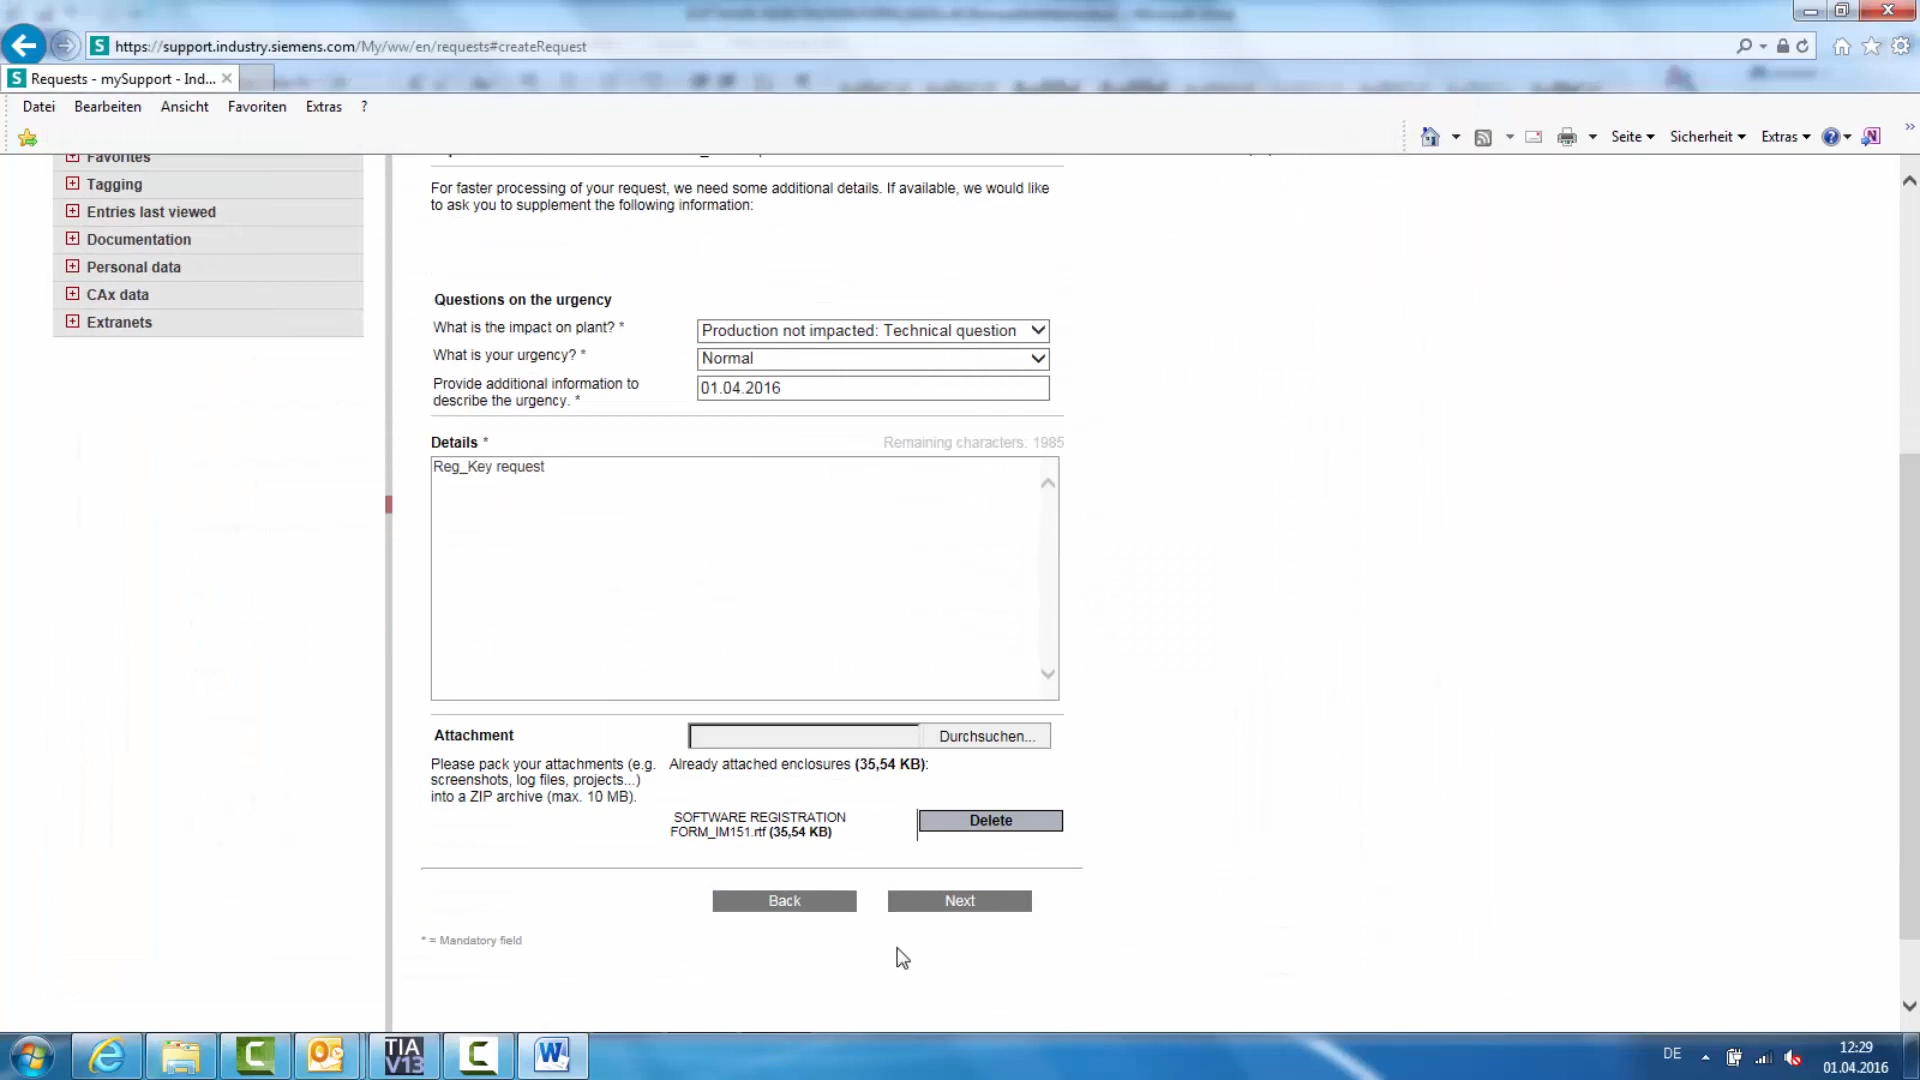 https://support.industry.siemens.com/My/ww/en/requests#createRequest
S Requests - mySupport - Ind...
Datei Bearbeiten Ansicht Favoriten Extras ?
Seite Sicherheit Extras
Favorites
Tagging
Entries last viewed
Documentation
Personal data
CAx data
Extranets
For faster processing of your request, we need some additional details. If available, we would like
to ask you to supplement the following information:
Questions on the urgency
What is the impact on plant? * Production not impacted: Technical question
What is your urgency? * Normal
Provide additional information to
describe the urgency. * 01.04.2016
Details * Remaining characters: 1985
Reg_Key request
Attachment Durchsuchen...
Please pack your attachments (e.g.
screenshots, log files, projects...)
into a ZIP archive (max. 10 MB).
Already attached enclosures (35,54 KB):
SOFTWARE REGISTRATION
FORM_IM151.rtf (35,54 KB)
Delete
Back Next
* = Mandatory field
TIA
V13
DE 12:29
01.04.2016